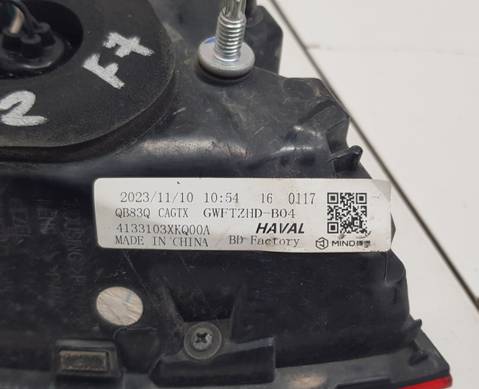 F7
2
2023/11/10 10:54 16 0117
QB83Q CAGTX GWFTZHD-B04
4133103XKQ00A HAVAL
MADE IN CHINA BD Factory MIND